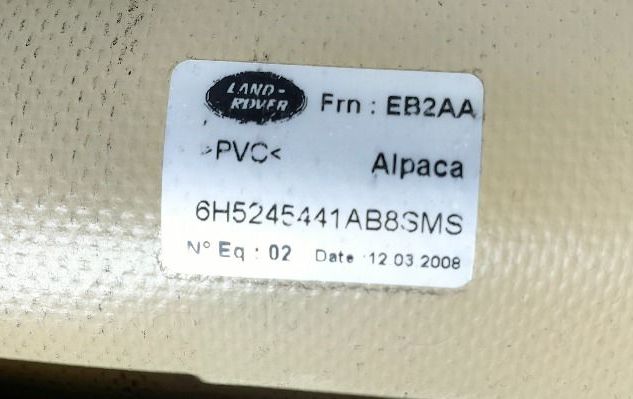 LAND-
ROVER
Frn : EB2AA
>PVC<
Alpaca
6H5245441AB8SMS
N° Eq : 02 Date :12 03 2008